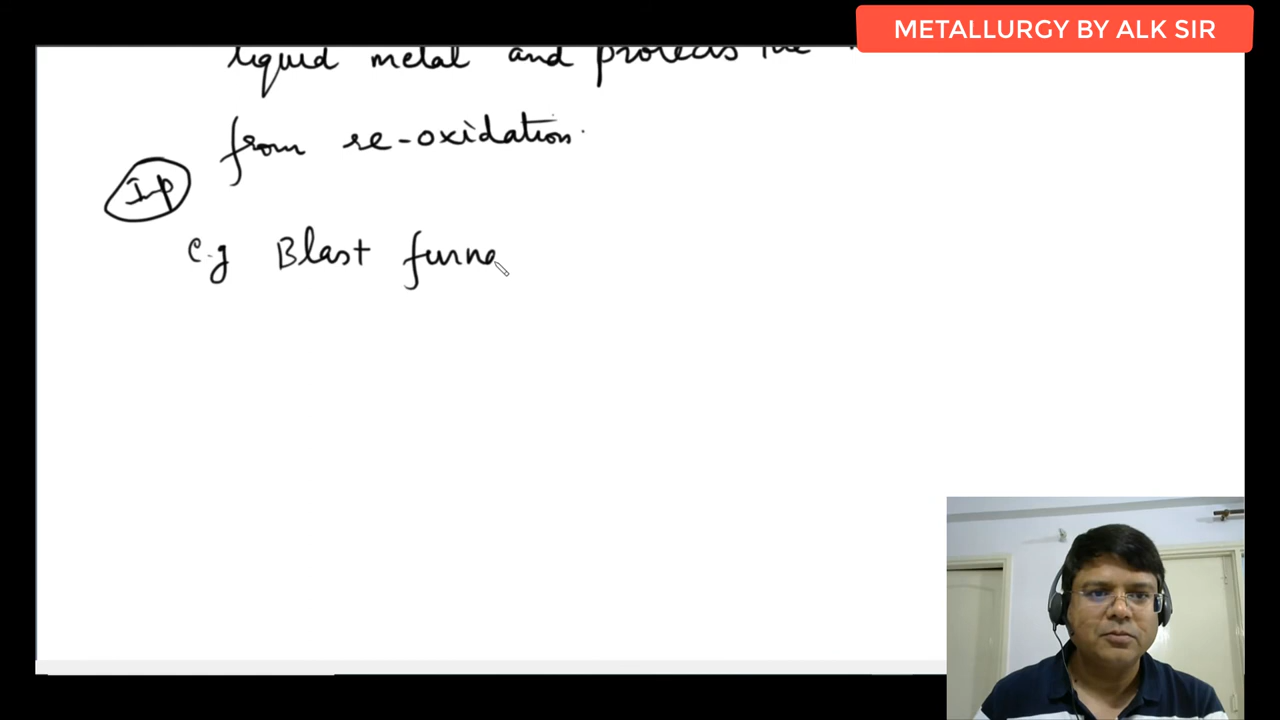 METALLURGY BY ALK SIR
liquid metal and protects the
from re-oxidation.
Imp
e.g Blast furna